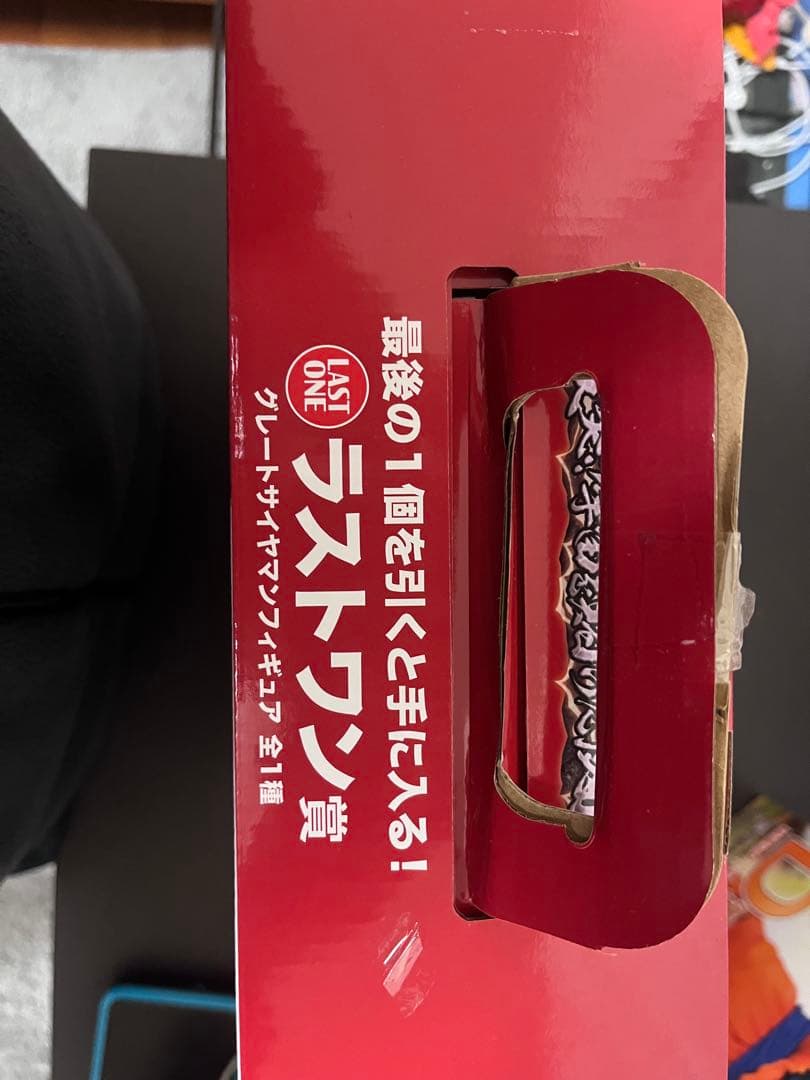 最後の1個を引くと手に入る！
LAST
ONE
ラストワン賞
グレートサイヤマンフィギュア 全1種